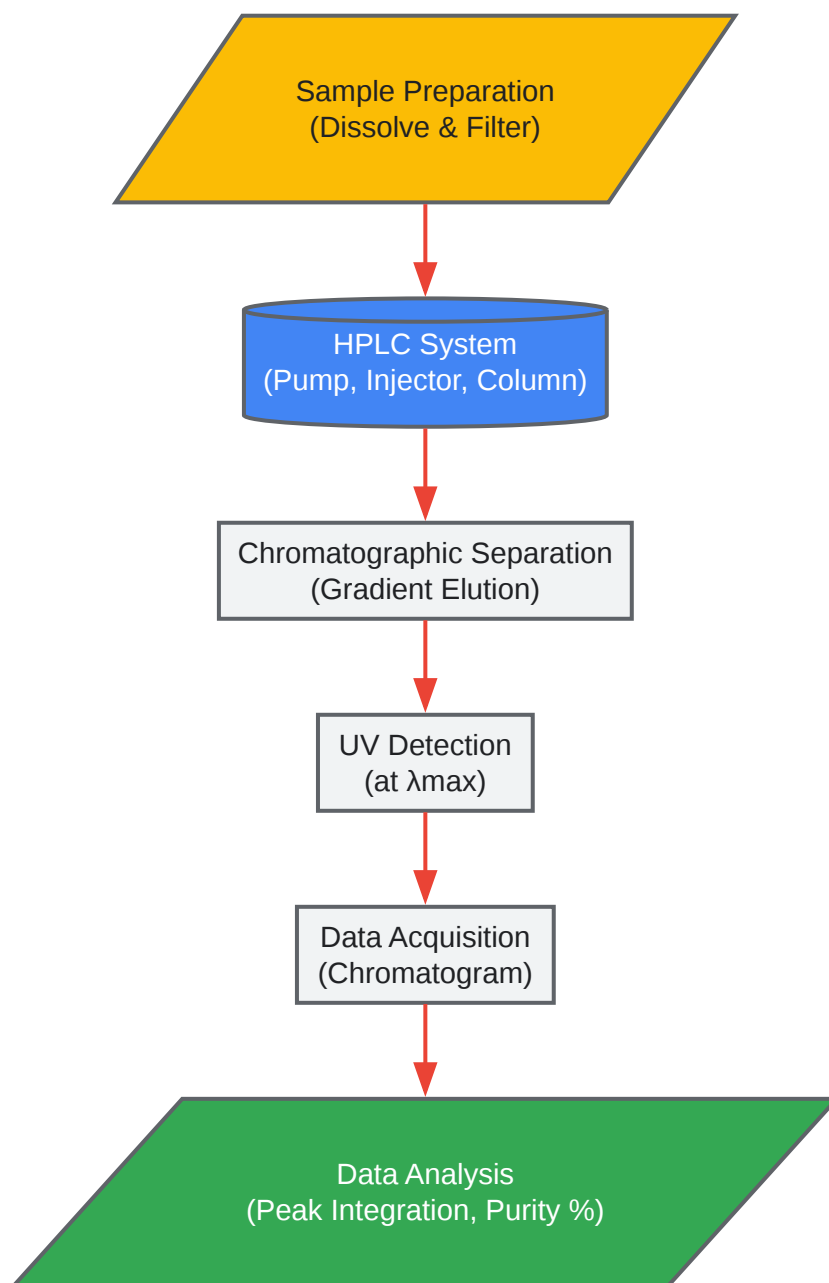 Sample Preparation
(Dissolve & Filter)
HPLC System
(Pump, Injector, Column)
Chromatographic Separation
(Gradient Elution)
UV Detection
(at λmax)
Data Acquisition
(Chromatogram)
Data Analysis
(Peak Integration, Purity %)